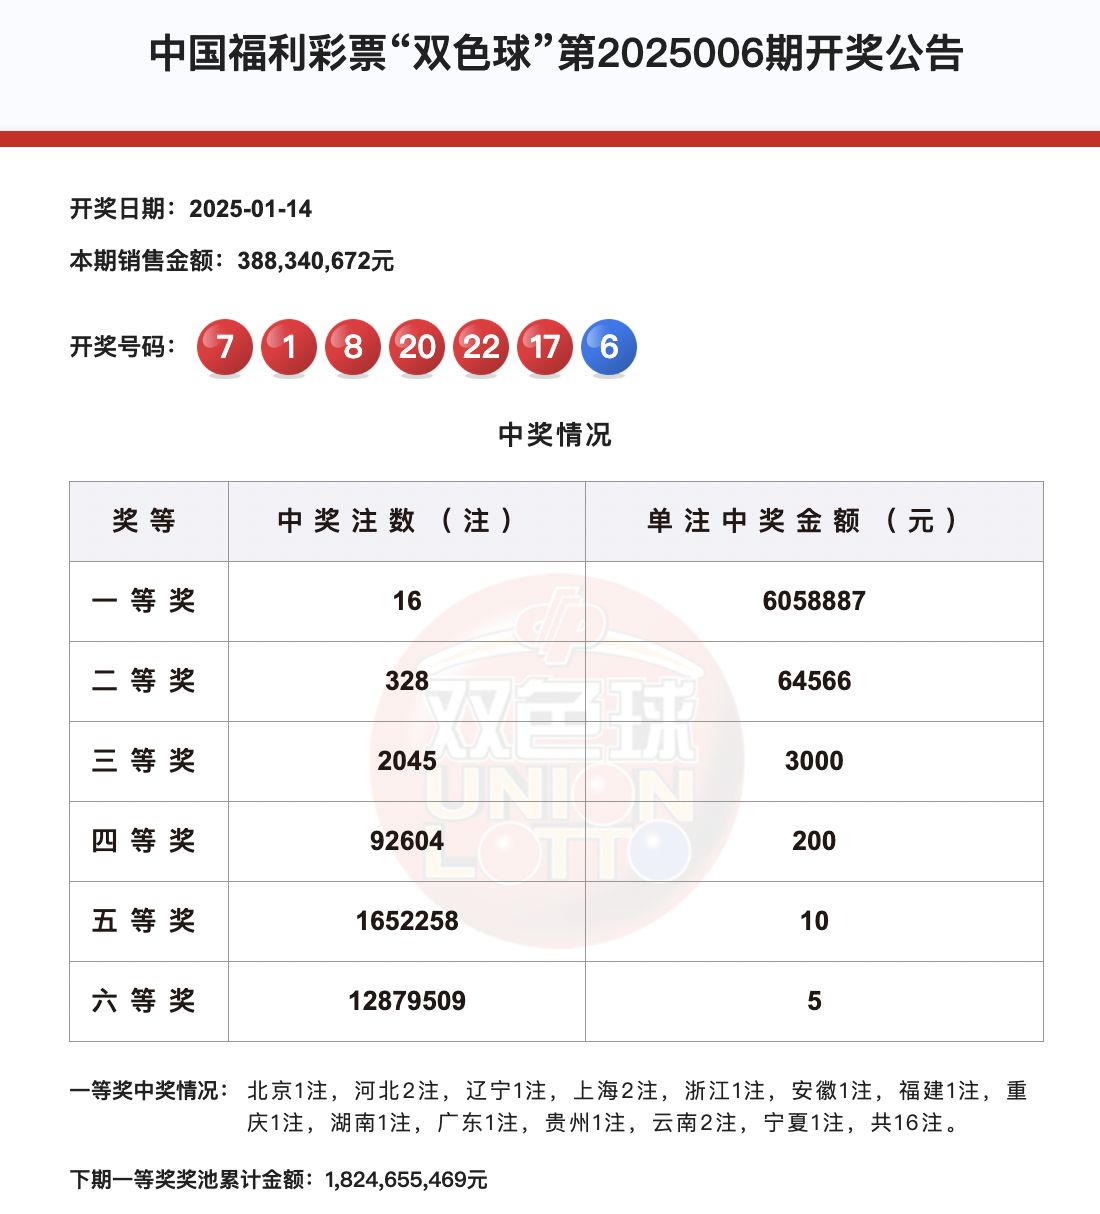 中国福利彩票“双色球”第2025006期开奖公告
开奖日期：2025-01-14
本期销售金额：388,340,672元
开奖号码： 7 1 8 20 22 17 6
中奖情况
奖等 中奖注数（注） 单注中奖金额（元）
一等奖 16 6058887
二等奖 328 64566
三等奖 2045 3000
四等奖 92604 200
五等奖 1652258 10
六等奖 12879509 5
双色球
UNION
LOTTO
一等奖中奖情况： 北京1注，河北2注，辽宁1注，上海2注，浙江1注，安徽1注，福建1注，重
庆1注，湖南1注，广东1注，贵州1注，云南2注，宁夏1注，共16注。
下期一等奖奖池累计金额：1,824,655,469元